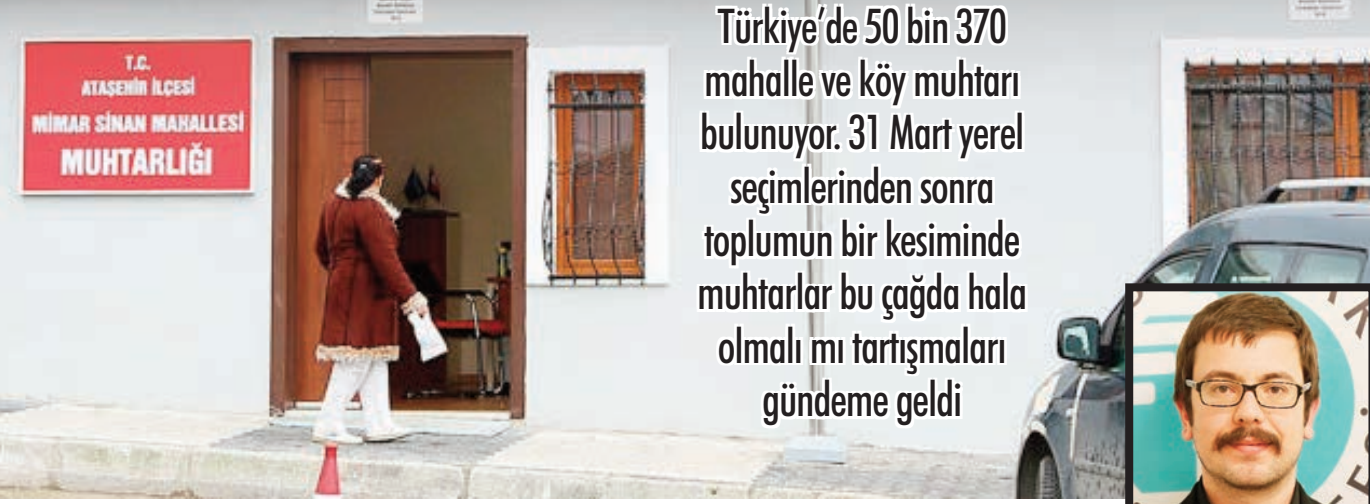 T.C.
ATAŞEHİR İLÇESİ
MİMAR SİNAN MAHALLESİ
MUHTARLIĞI
Türkiye'de 50 bin 370
mahalle ve köy muhtarı
bulunuyor. 31 Mart yerel
seçimlerinden sonra
toplumun bir kesiminde
muhtarlar bu çağda hala
olmalı mı tartışmaları
gündeme geldi